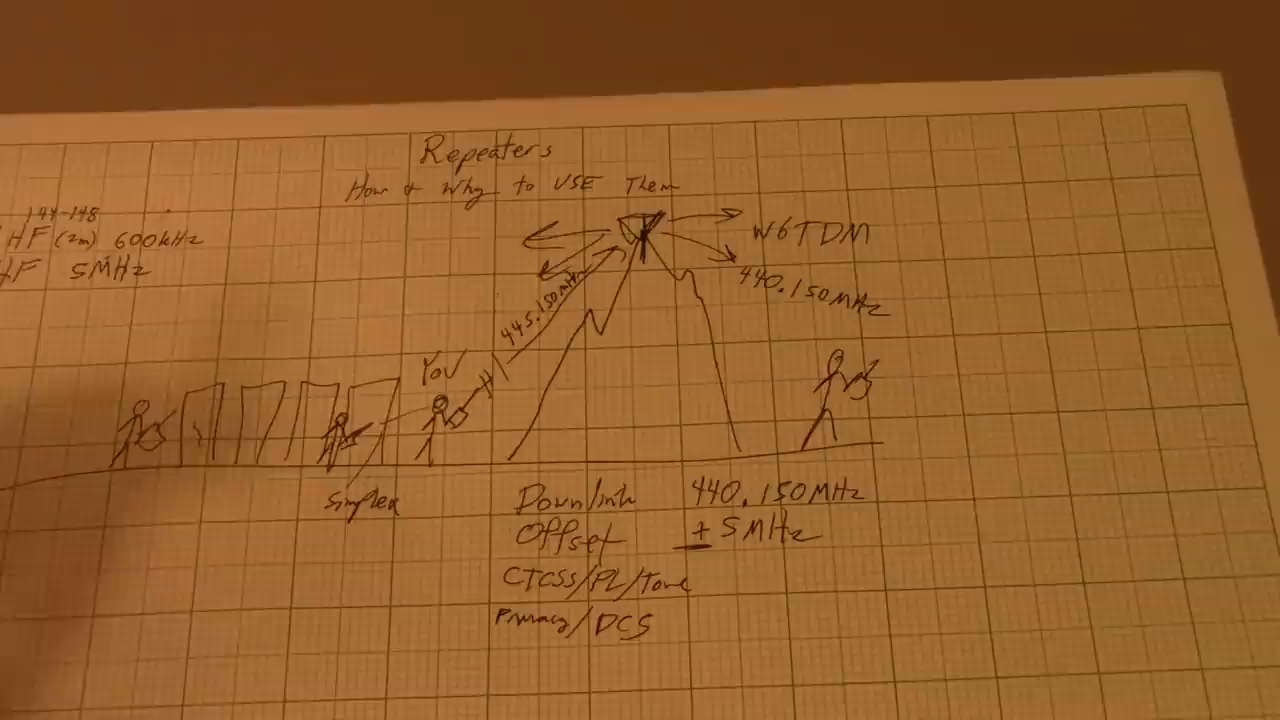 Repeaters
How & Why to USE Them
144-148
HF (2m) 600kHz
HF 5MHz
W6TDM
440.150MHz
445.150MHz
YOU
Simplex
Downlink 440.150MHz
Offset ± 5MHz
CTCSS/PL/Tone
Privacy/DCS